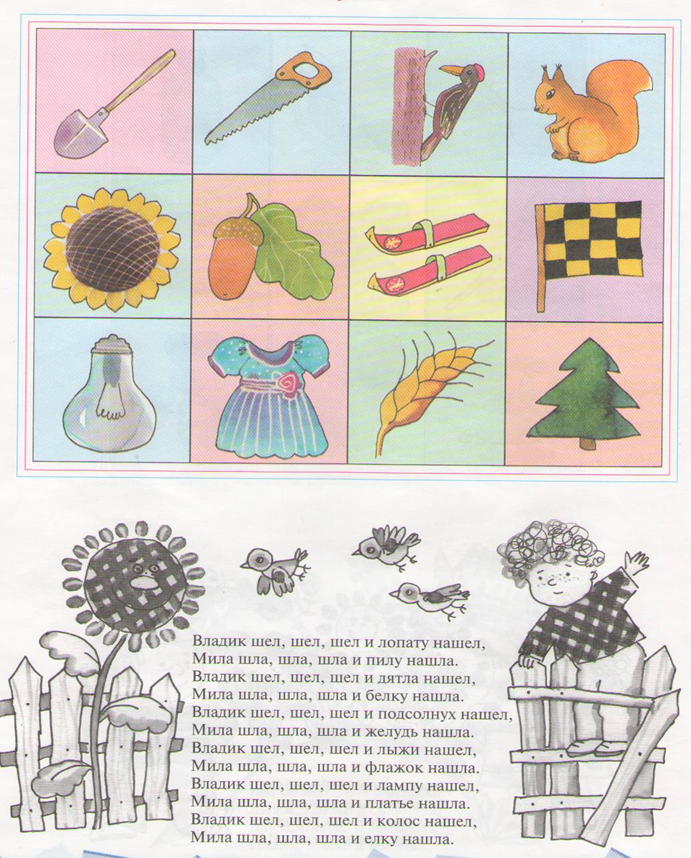 Владик шел, шел, шел и лопату нашел,
Мила шла, шла, шла и пилу нашла.
Владик шел, шел, шел и дятла нашел,
Мила шла, шла, шла и белку нашла.
Владик шел, шел, шел и подсолнух нашел,
Мила шла, шла, шла и желудь нашла.
Владик шел, шел, шел и лыжи нашел,
Мила шла, шла, шла и флажок нашла.
Владик шел, шел, шел и лампу нашел,
Мила шла, шла, шла и платье нашла.
Владик шел, шел, шел и колос нашел,
Мила шла, шла, шла и елку нашла.